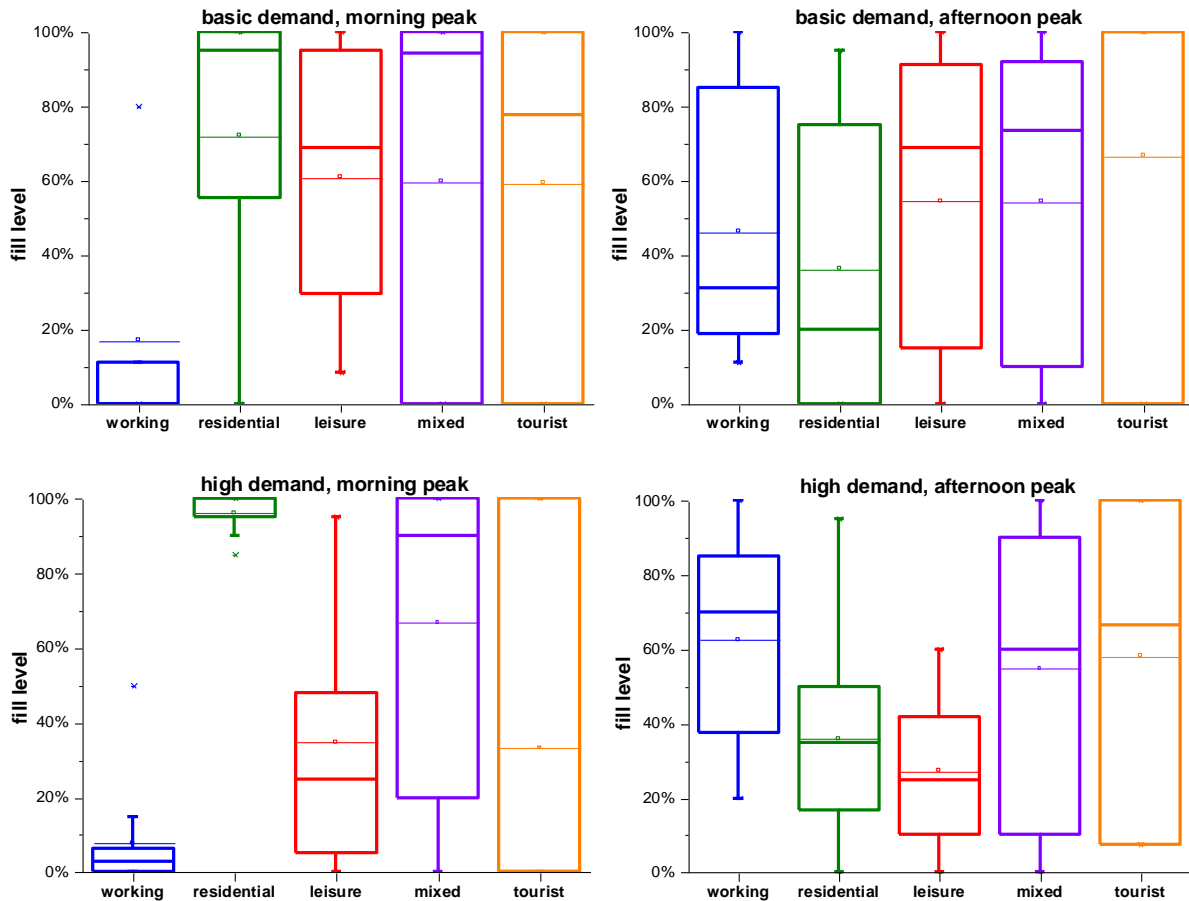 basic demand, morning peak
fill level
100%
80%
60%
40%
20%
0%
working residential leisure mixed tourist
basic demand, afternoon peak
fill level
100%
80%
60%
40%
20%
0%
working residential leisure mixed tourist
high demand, morning peak
fill level
100%
80%
60%
40%
20%
0%
working residential leisure mixed tourist
high demand, afternoon peak
fill level
100%
80%
60%
40%
20%
0%
working residential leisure mixed tourist